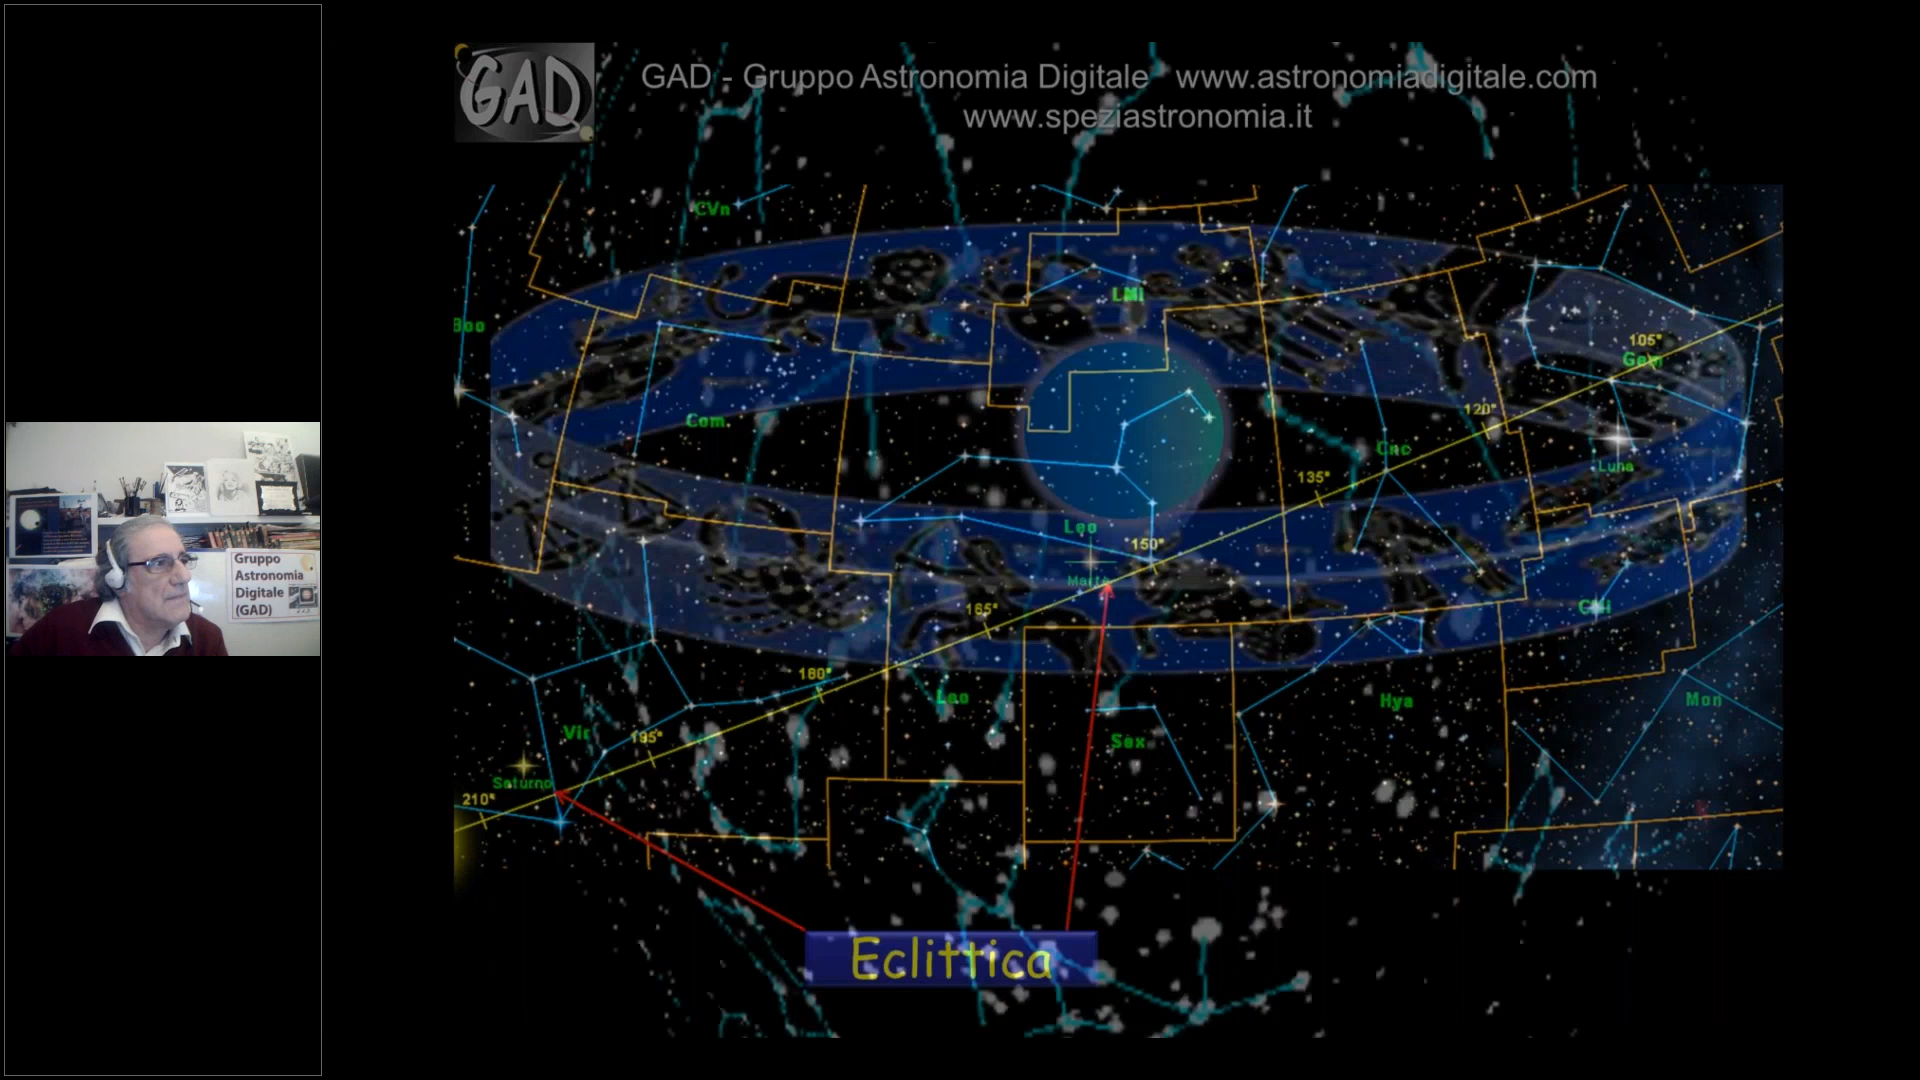 GAD
GAD - Gruppo Astronomia Digitale www.astronomiadigitale.com
www.speziastronomia.it
CVn
LMi
Boo
105°
Gem
120°
Com
Cnc
Luna
135°
Leo
150°
Marte
165°
GMi
180°
Leo
Hya
Mon
Vir
195°
Sex
Saturno
210°
Eclittica
Gruppo
Astronomia
Digitale
(GAD)